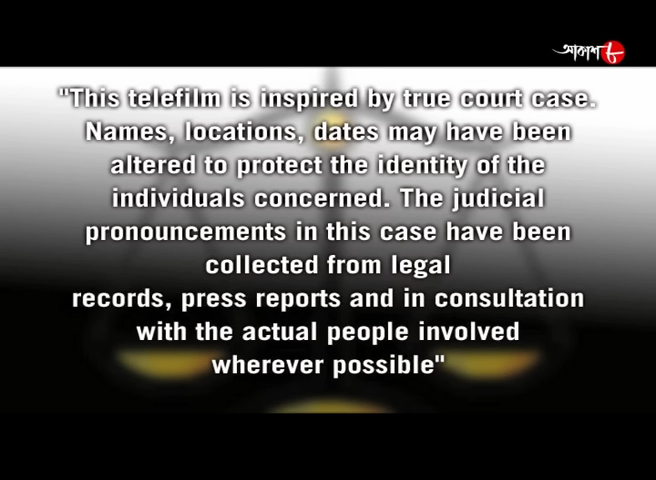 আকাশ ৮
"This telefilm is inspired by true court case.
Names, locations, dates may have been
altered to protect the identity of the
individuals concerned. The judicial
pronouncements in this case have been
collected from legal
records, press reports and in consultation
with the actual people involved
wherever possible"